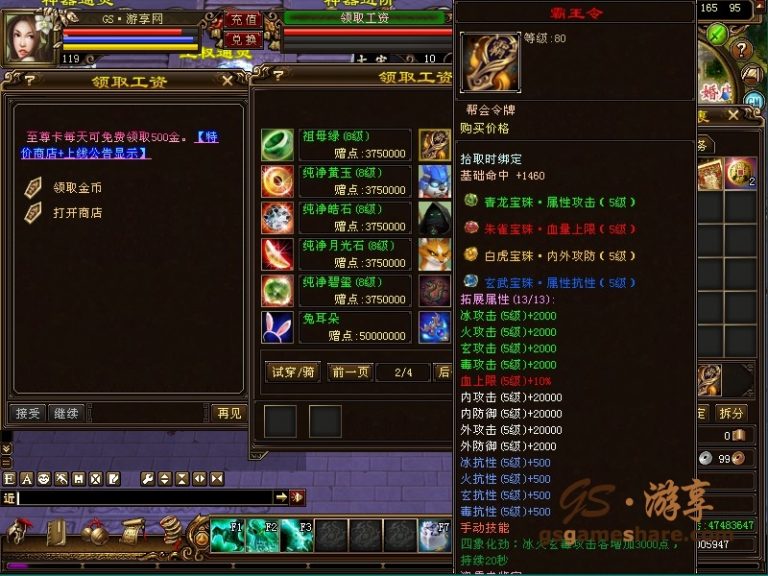 GS·游享网
119
充值
兑换
领取工资
10
165 95
领取工资
至尊卡每天可免费领取500金。【特
价商店+上线公告显示】
领取金币
打开商店
接受
继续
再见
领取工资
祖母绿(8级)
赠点:3750000
纯净黄玉(8级)
赠点:3750000
纯净皓石(8级)
赠点:3750000
纯净月光石(8级)
赠点:3750000
纯净碧玺(8级)
赠点:3750000
兔耳朵
赠点:50000000
试穿/骑
前一页
2/4
后
霸王令
等级:80
帮会令牌
购买价格
拾取时绑定
基础命中 +1460
青龙宝珠·属性攻击(5级)
朱雀宝珠·血量上限(5级)
白虎宝珠·内外攻防(5级)
玄武宝珠·属性抗性(5级)
拓展属性(13/13):
冰攻击(5级)+2000
火攻击(5级)+2000
玄攻击(5级)+2000
毒攻击(5级)+2000
血上限(5级)+10%
内攻击(5级)+20000
内防御(5级)+20000
外攻击(5级)+20000
外防御(5级)+20000
冰抗性(5级)+500
火抗性(5级)+500
玄抗性(5级)+500
毒抗性(5级)+500
手动技能
四象化劲:冰火玄毒攻击各增加3000点,
持续20秒
婚
2
拆分
0
99
:47483647
005947
近
F1
F2
F3
F7
GS·游享
gsgameshare.com